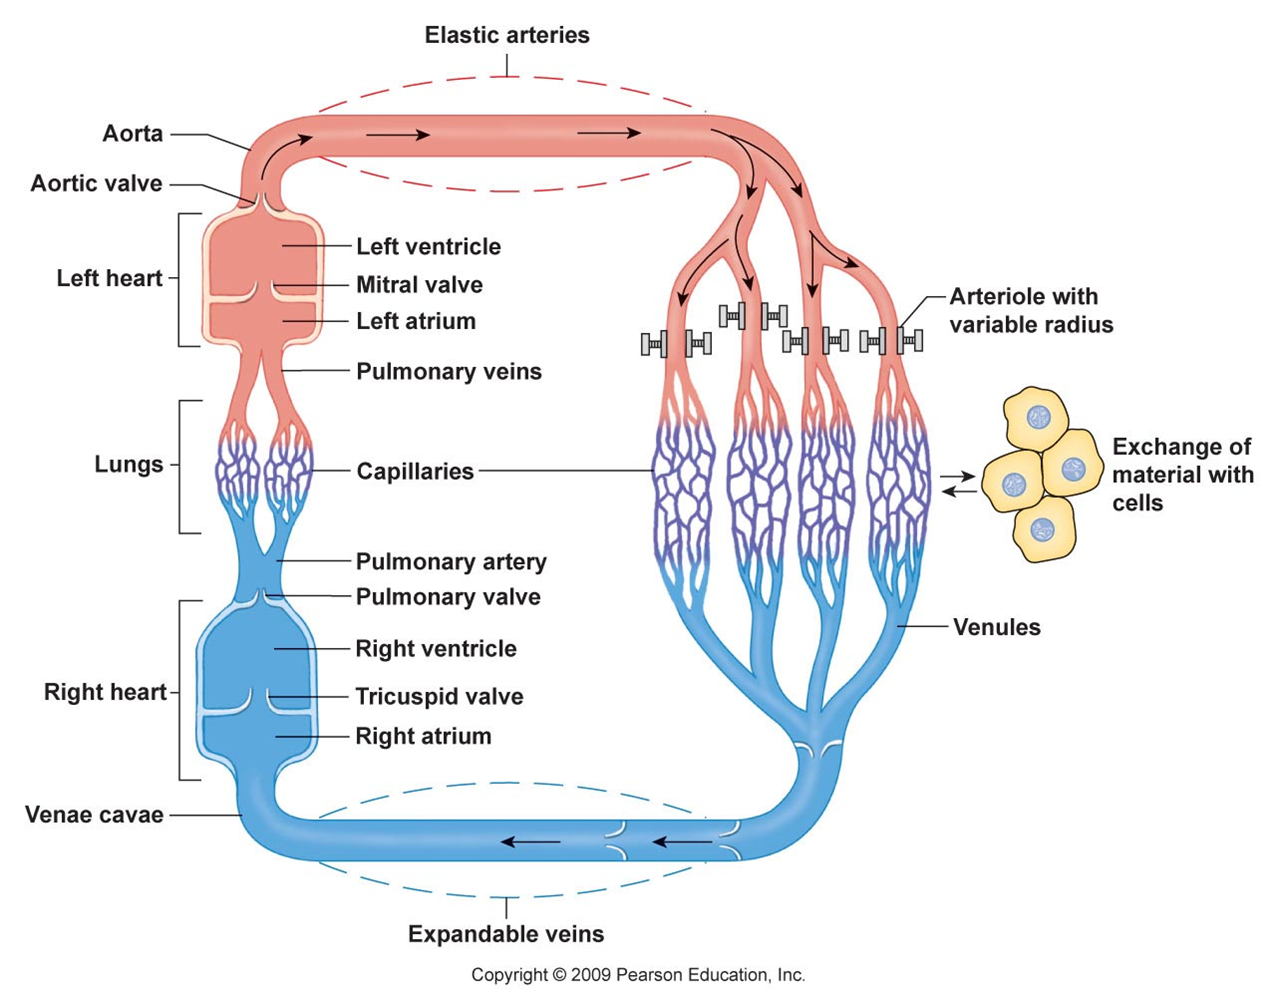 Elastic arteries
Aorta
Aortic valve
Left ventricle
Left heart
Mitral valve
Left atrium
Arteriole with
variable radius
Pulmonary veins
Lungs
Capillaries
Exchange of
material with
cells
Pulmonary artery
Pulmonary valve
Venules
Right ventricle
Right heart
Tricuspid valve
Right atrium
Venae cavae
Expandable veins
Copyright © 2009 Pearson Education, Inc.